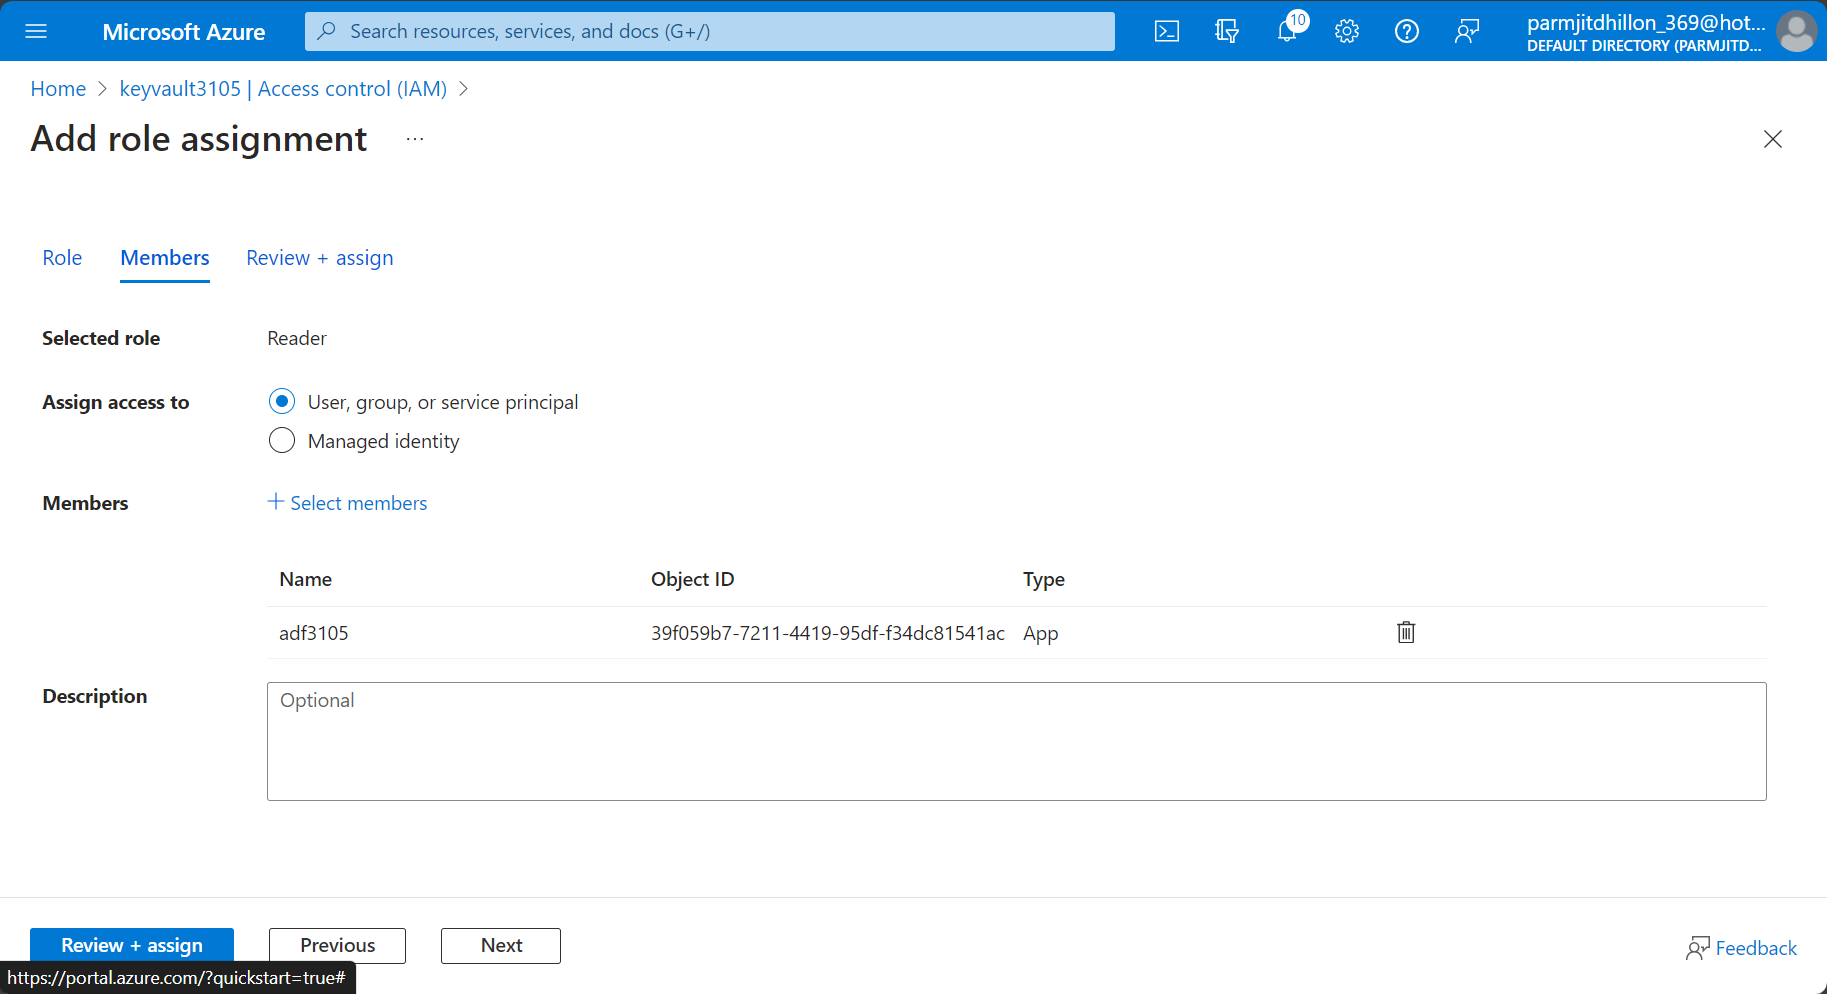 Microsoft Azure
Search resources, services, and docs (G+/)
10
parmjitdhillon_369@hot...
DEFAULT DIRECTORY (PARMJITD...
Home > keyvault3105 | Access control (IAM) >
Add role assignment ...
Role Members Review + assign
Selected role Reader
Assign access to User, group, or service principal
Managed identity
Members + Select members
Name Object ID Type
adf3105 39f059b7-7211-4419-95df-f34dc81541ac App
Description Optional
Review + assign Previous Next
Feedback
https://portal.azure.com/?quickstart=true#